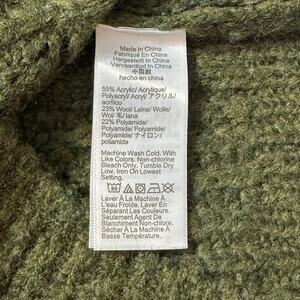 Made In China
Fabriqué En Chine
Hergestellt In China
Vervaardigd In China
中国製
hecho en china
55% Acrylic/ Acrylique/
Polyacryl/ Acryl/ アクリル/
acrílico
23% Wool/ Laine/ Wolle/
Wol/ 毛/ lana
22% Polyamide/
Polyamid/ Polyamide/
Polyamide/ ナイロン/
poliamida
Machine Wash Cold, With
Like Colors. Non-chlorine
Bleach Only. Tumble Dry
Low, Iron On Lowest
Setting.
Laver À La Machine À
L'eau Froide. Laver En
Séparant Les Couleurs
Seulement Agent De
Blanchiment Non-chlore.
Sécher À La Machine À
Basse Température.